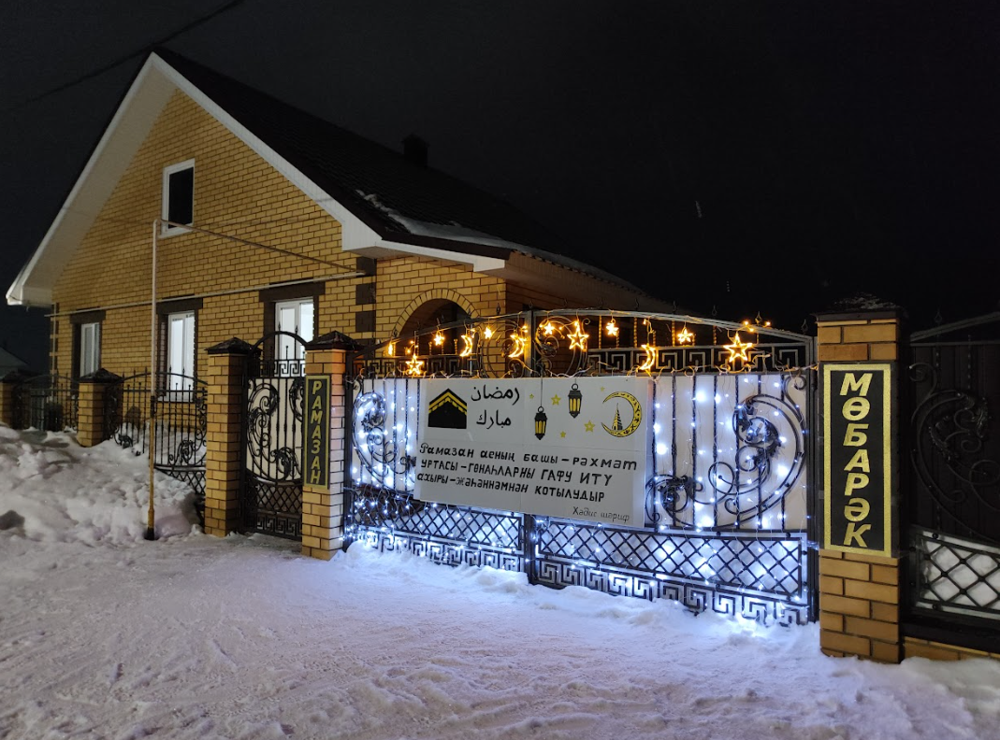 РАМАЗАН
رمضان
مبارك
Рамазан аеның башы – рәхмәт
уртасы – гөнаһларны гафу итү
ахыры – җәһәннәмнән котылудыр
Хәдис шәриф
МӨБАРӘК